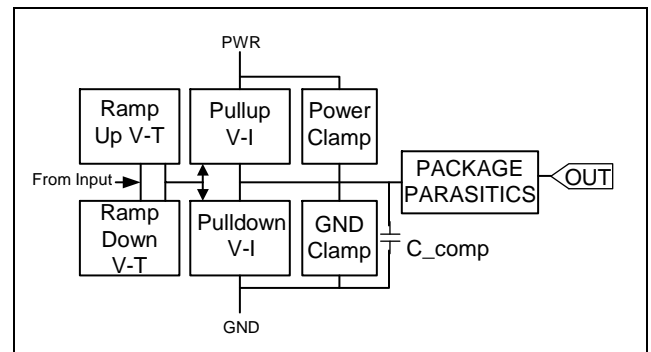 PWR
Ramp
Up V-T
Pullup
V-I
Power
Clamp
From Input
PACKAGE
PARASITICS
OUT
Ramp
Down
V-T
Pulldown
V-I
GND
Clamp
C_comp
GND